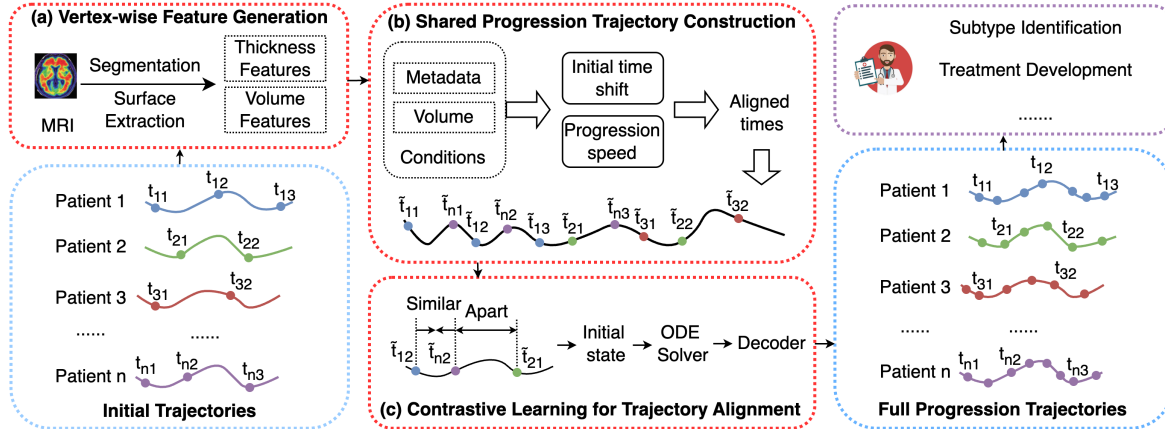 (a) Vertex-wise Feature Generation
MRI
Segmentation
Surface
Extraction
Thickness
Features
Volume
Features
Patient 1
t11
t12
t13
Patient 2
t21
t22
Patient 3
t31
t32
......
......
Patient n
tn1
tn2
tn3
Initial Trajectories
(b) Shared Progression Trajectory Construction
Metadata
Volume
Conditions
Initial time
shift
Progression
speed
Aligned
times
t̃11
t̃n1
t̃12
t̃n2
t̃13
t̃21
t̃n3
t̃31
t̃22
t̃32
Similar
Apart
t̃12
t̃n2
t̃21
Initial
state
ODE
Solver
Decoder
(c) Contrastive Learning for Trajectory Alignment
Subtype Identification
Treatment Development
......
Patient 1
t11
t12
t13
Patient 2
t21
t22
Patient 3
t31
t32
......
......
Patient n
tn1
tn2
tn3
Full Progression Trajectories